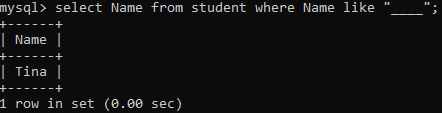 mysql> select Name from student where Name like "____";
+------+
| Name |
+------+
| Tina |
+------+
1 row in set (0.00 sec)